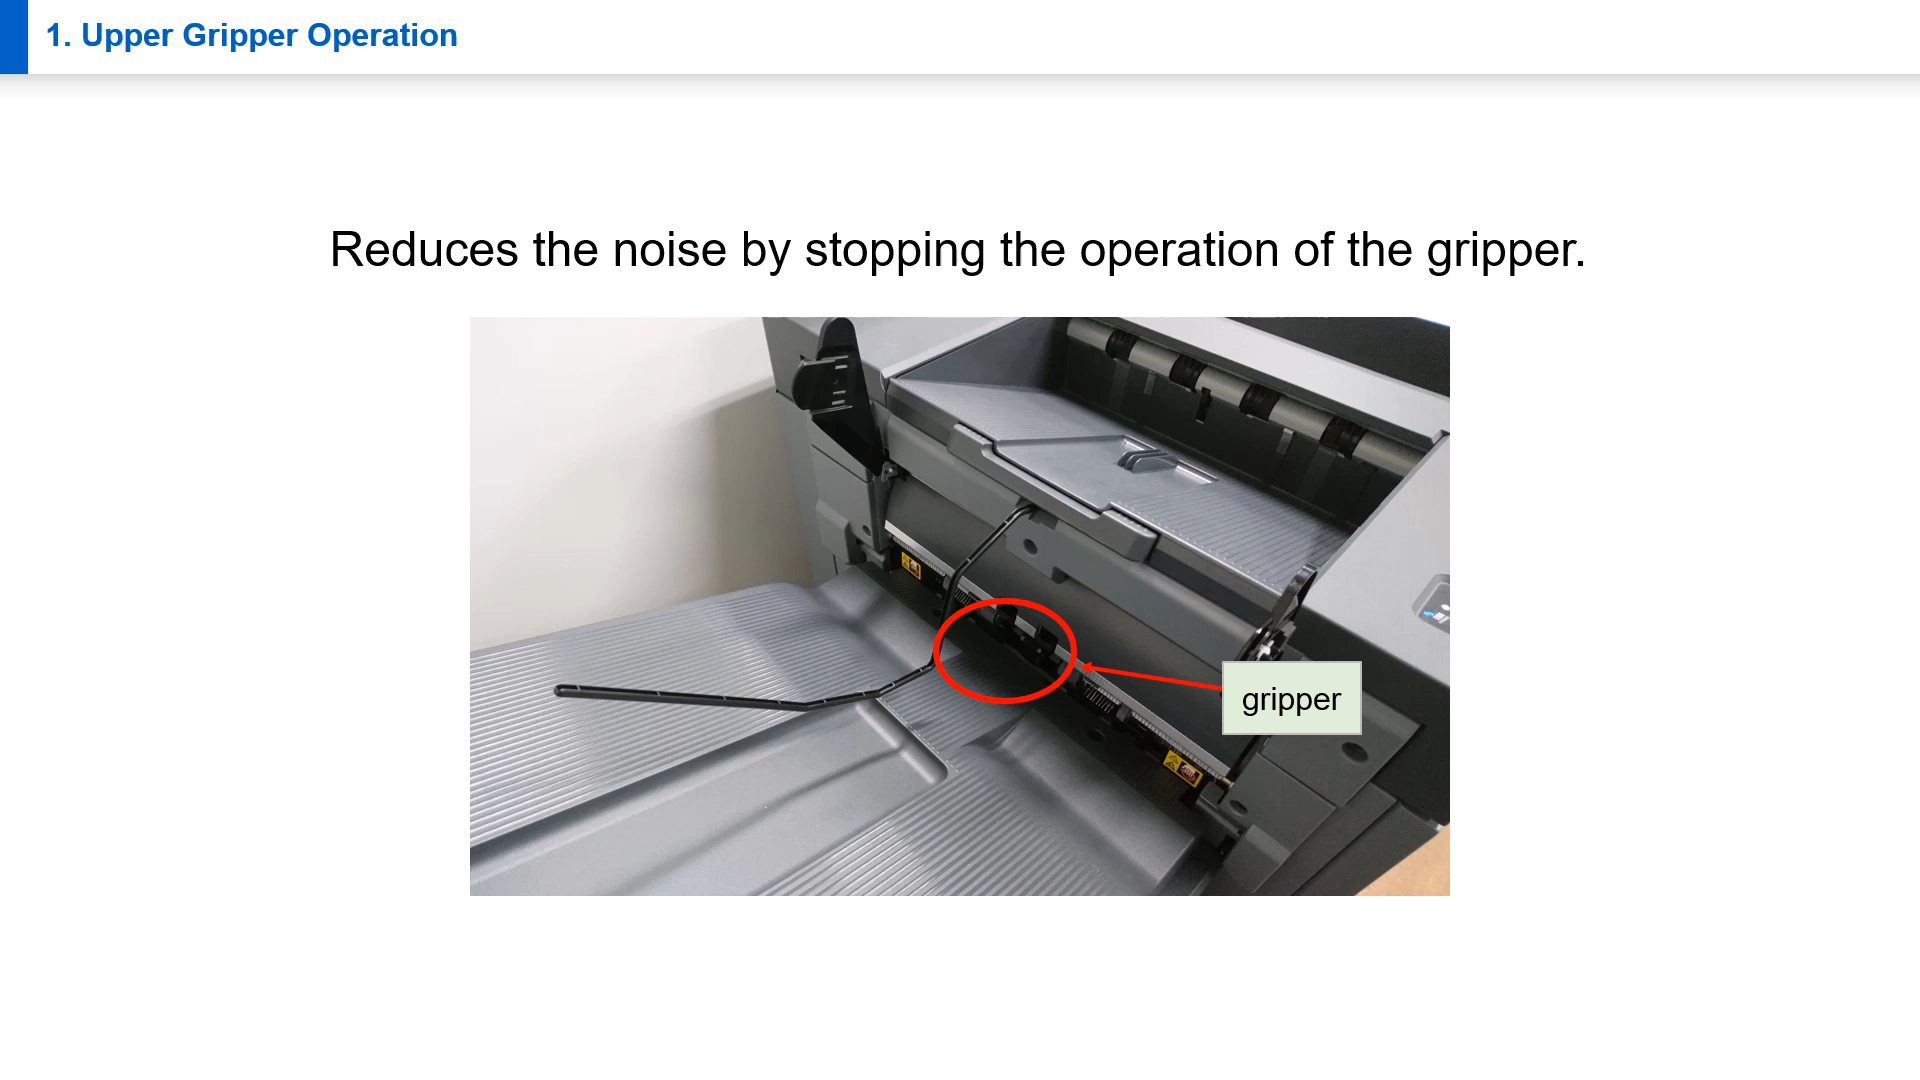 1. Upper Gripper Operation
Reduces the noise by stopping the operation of the gripper.
gripper